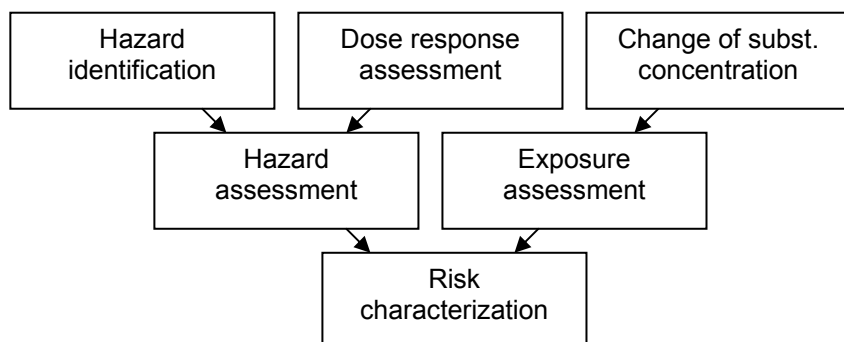 Hazard
identification
Dose response
assessment
Change of subst.
concentration
Hazard
assessment
Exposure
assessment
Risk
characterization